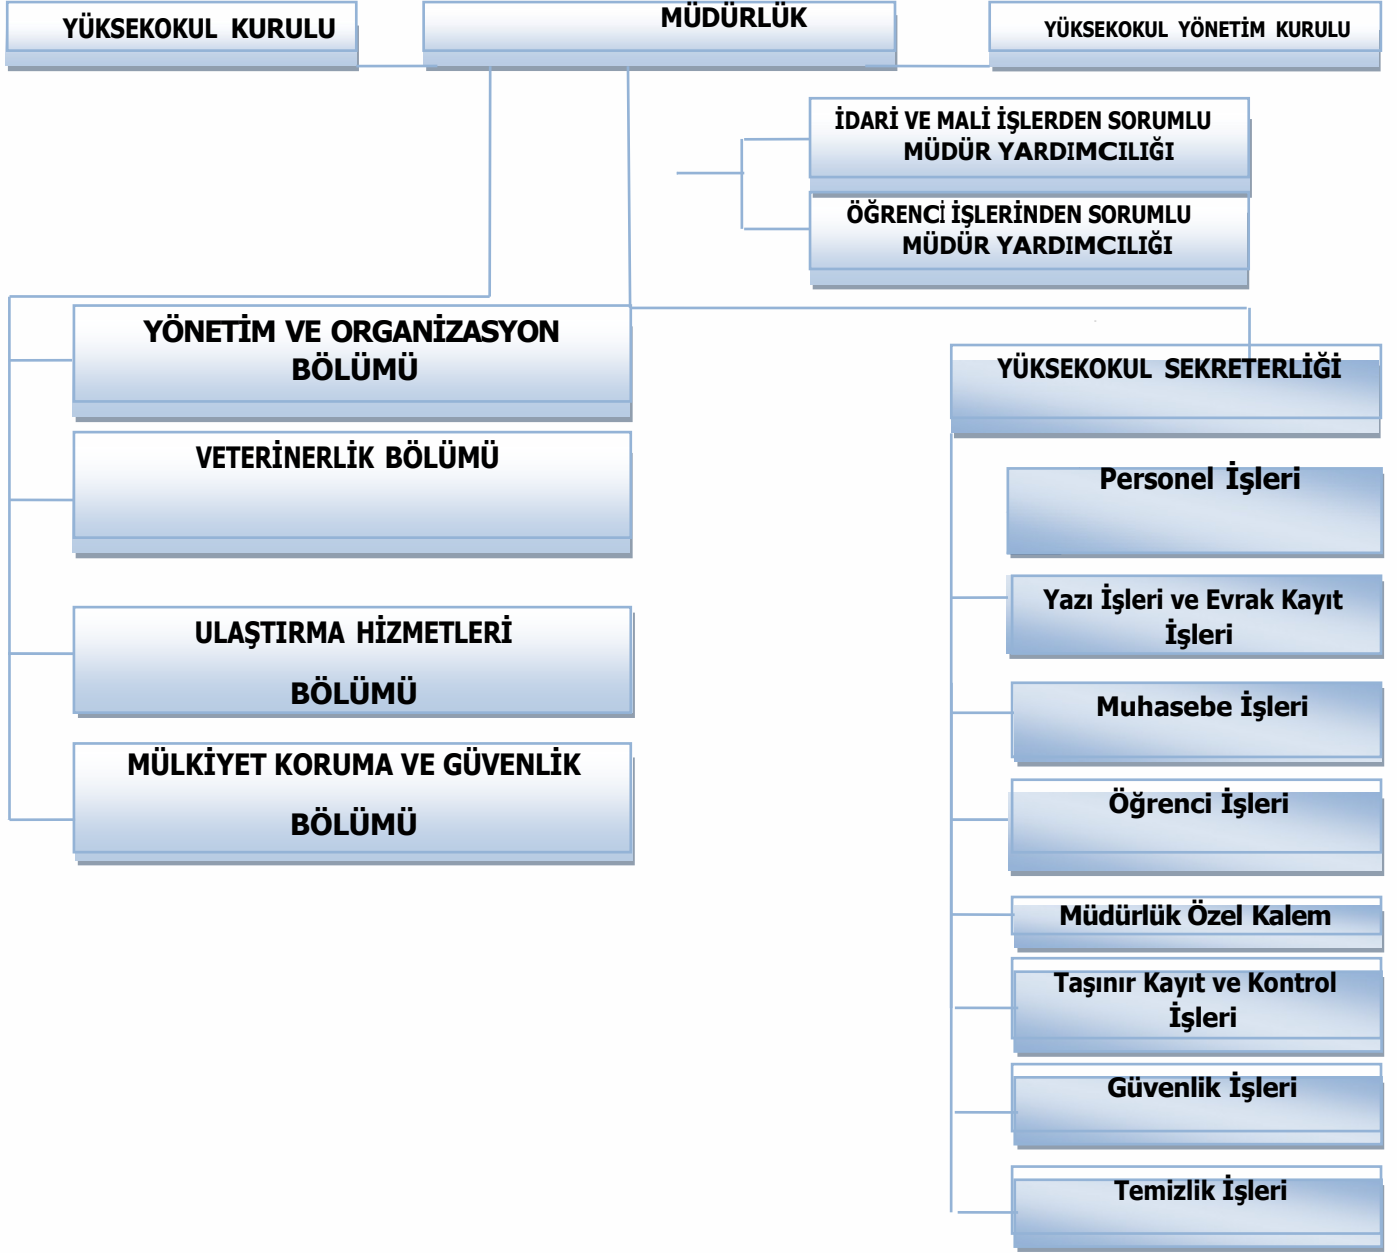 YÜKSEKOKUL KURULU
MÜDÜRLÜK
YÜKSEKOKUL YÖNETİM KURULU
İDARİ VE MALİ İŞLERDEN SORUMLU
MÜDÜR YARDIMCILIĞI
ÖĞRENCİ İŞLERİNDEN SORUMLU
MÜDÜR YARDIMCILIĞI
YÖNETİM VE ORGANİZASYON
BÖLÜMÜ
VETERİNERLİK BÖLÜMÜ
ULAŞTIRMA HİZMETLERİ
BÖLÜMÜ
MÜLKİYET KORUMA VE GÜVENLİK
BÖLÜMÜ
YÜKSEKOKUL SEKRETERLİĞİ
Personel İşleri
Yazı İşleri ve Evrak Kayıt
İşleri
Muhasebe İşleri
Öğrenci İşleri
Müdürlük Özel Kalem
Taşınır Kayıt ve Kontrol
İşleri
Güvenlik İşleri
Temizlik İşleri